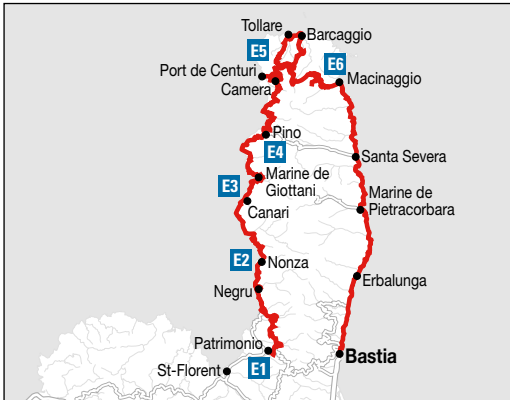 Tollare
Barcaggio
E5
E6
Port de Centuri
Camera
Macinaggio
Pino
E4
Santa Severa
Marine de
Giottani
E3
Canari
Marine de
Pietracorbara
E2
Nonza
Negru
Erbalunga
Patrimonio
E1
St-Florent
Bastia